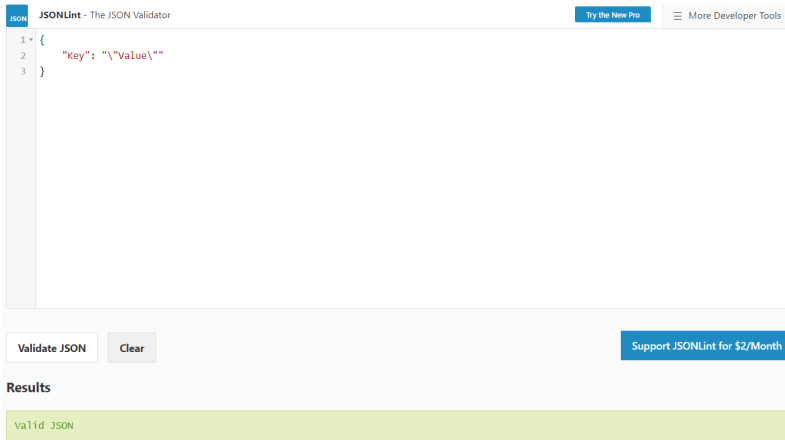 JSON JSONLint - The JSON Validator Try the New Pro ☰ More Developer Tools
1 {
2 "Key": "\"Value\""
3 }
Validate JSON Clear Support JSONLint for $2/Month
Results
Valid JSON